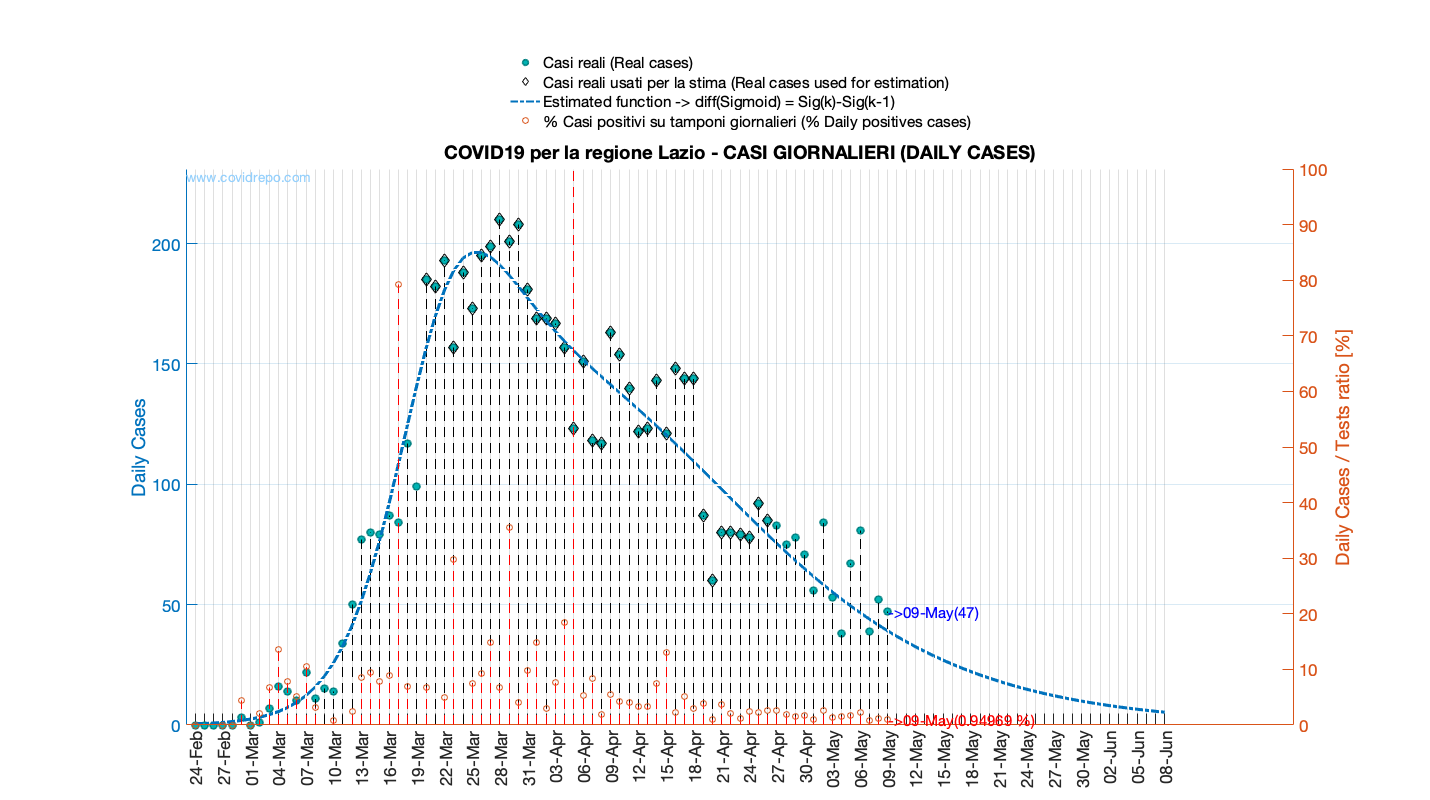 Casi reali (Real cases)
Casi reali usati per la stima (Real cases used for estimation)
Estimated function -> diff(Sigmoid) = Sig(k)-Sig(k-1)
% Casi positivi su tamponi giornalieri (% Daily positives cases)
COVID19 per la regione Lazio - CASI GIORNALIERI (DAILY CASES)
www.covidrepo.com
Daily Cases
200
150
100
50
0
100
90
80
70
60
50
40
30
20
10
0
Daily Cases / Tests ratio [%]
->09-May(47)
->09-May(0.94969 %)
24-Feb
27-Feb
01-Mar
04-Mar
07-Mar
10-Mar
13-Mar
16-Mar
19-Mar
22-Mar
25-Mar
28-Mar
31-Mar
03-Apr
06-Apr
09-Apr
12-Apr
15-Apr
18-Apr
21-Apr
24-Apr
27-Apr
30-Apr
03-May
06-May
09-May
12-May
15-May
18-May
21-May
24-May
27-May
30-May
02-Jun
05-Jun
08-Jun